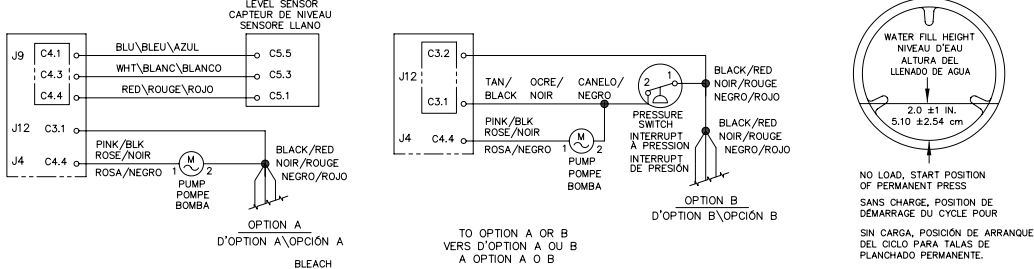 LEVEL SENSOR
CAPTEUR DE NIVEAU
SENSORE LLANO
J9
C4.1
BLU\BLEU\AZUL
C5.5
C4.3
WHT\BLANC\BLANCO
C5.3
C4.4
RED\ROUGE\ROJO
C5.1
J12
C3.1
J4
C4.4
PINK/BLK
ROSE/NOIR
ROSA/NEGRO
M
1
2
PUMP
POMPE
BOMBA
BLACK/RED
NOIR/ROUGE
NEGRO/ROJO
OPTION A
D'OPTION A\OPCIÓN A
BLEACH
C3.2
J12
C3.1
TAN/ OCRE/ CANELO/
BLACK NOIR NEGRO
2
1
PRESSURE
SWITCH
INTERRUPT
À PRESSION
INTERRUPT
DE PRESIÓN
BLACK/RED
NOIR/ROUGE
NEGRO/ROJO
J4
C4.4
PINK/BLK
ROSE/NOIR
ROSA/NEGRO
M
1
2
PUMP
POMPE
BOMBA
BLACK/RED
NOIR/ROUGE
NEGRO/ROJO
OPTION B
D'OPTION B\OPCIÓN B
TO OPTION A OR B
VERS D'OPTION A OU B
A OPTION A O B
WATER FILL HEIGHT
NIVEAU D'EAU
ALTURA DEL
LLENADO DE AGUA
2.0 ±1 IN.
5.10 ±2.54 cm
NO LOAD, START POSITION
OF PERMANENT PRESS
SANS CHARGE, POSITION DE
DÉMARRAGE DU CYCLE POUR
SIN CARGA, POSICIÓN DE ARRANQUE
DEL CICLO PARA TALAS DE
PLANCHADO PERMANENTE.